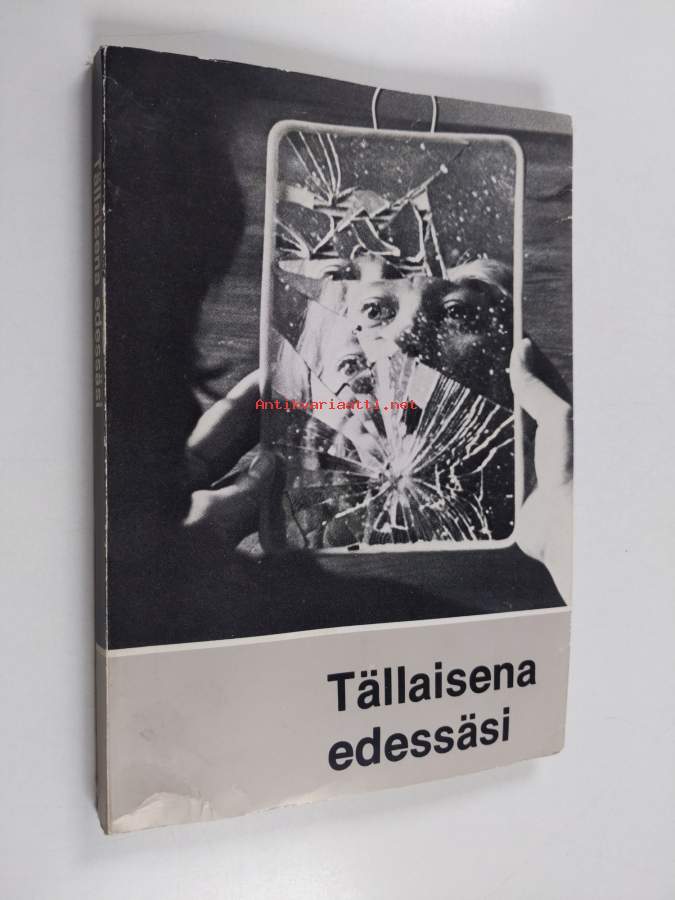 Tällaisena edessäsi
Antikvariaatti.net
Tällaisena
edessäsi